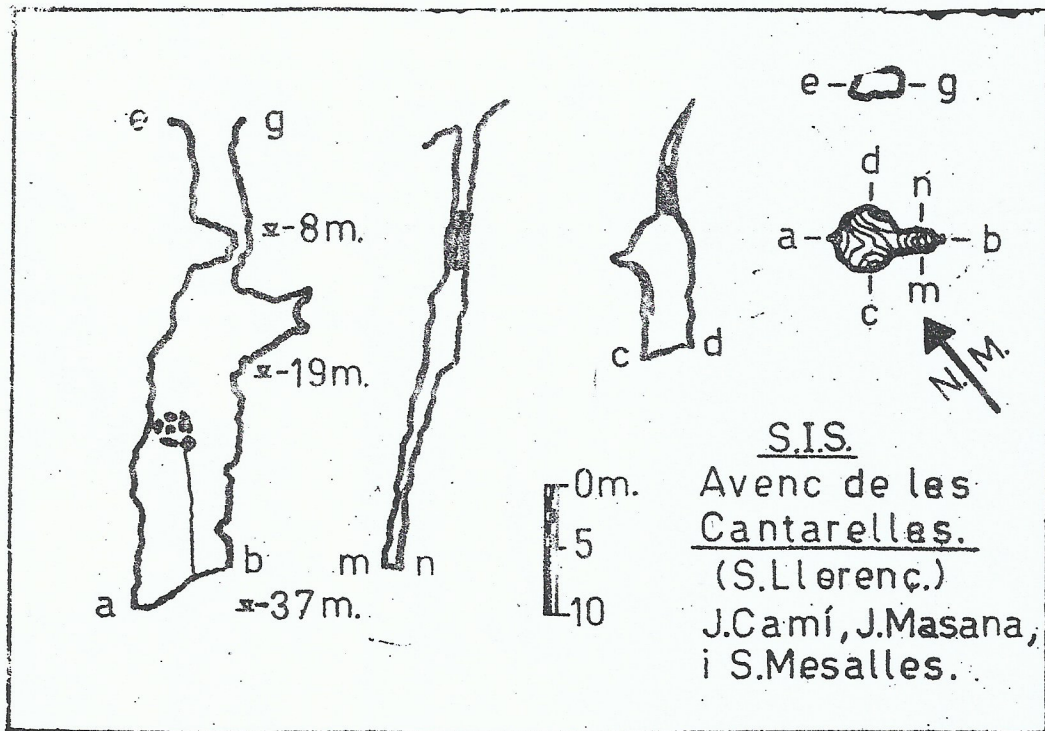 e g
⊻-8m.
⊻-19m.
a b
⊻-37m.
m n
c d
e- -g
d n
a- -b
c m
N.M.
0m.
5
10
S.I.S.
Avenc de les
Cantarelles.
(S.Llorenç.)
J.Camí, J.Masana,
i S.Mesalles.